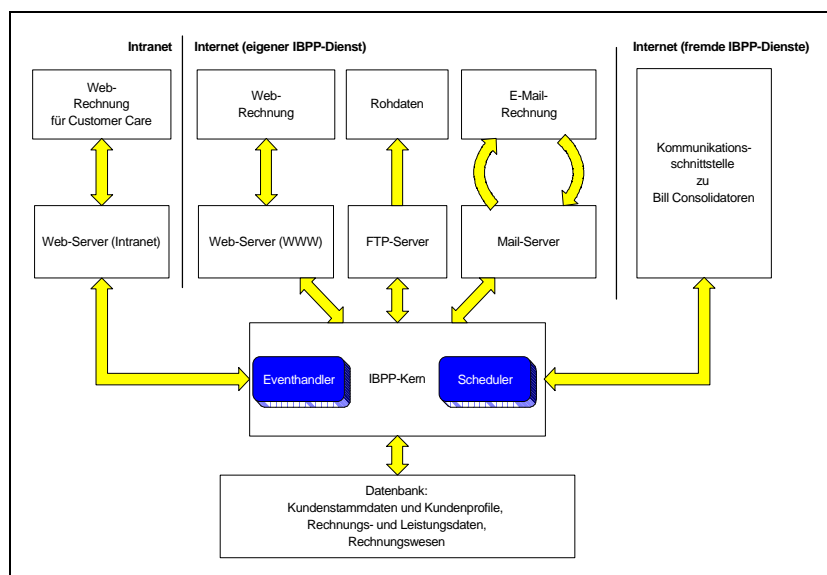 Intranet
Internet (eigener IBPP-Dienst)
Internet (fremde IBPP-Dienste)
Web-
Rechnung
für Customer Care
Web-
Rechnung
Rohdaten
E-Mail-
Rechnung
Kommunikations-
schnittstelle
zu
Bill Consolidatoren
Web-Server (Intranet)
Web-Server (WWW)
FTP-Server
Mail-Server
Eventhandler
IBPP-Kern
Scheduler
Datenbank:
Kundenstammdaten und Kundenprofile,
Rechnungs- und Leistungsdaten,
Rechnungswesen